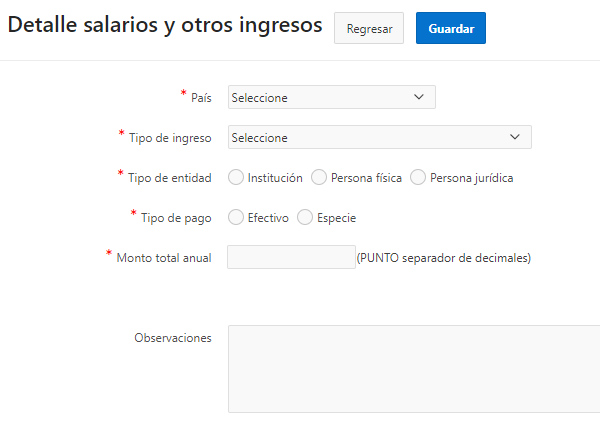 Detalle salarios y otros ingresos Regresar Guardar
* País Seleccione
* Tipo de ingreso Seleccione
* Tipo de entidad Institución Persona física Persona jurídica
* Tipo de pago Efectivo Especie
* Monto total anual (PUNTO separador de decimales)
Observaciones